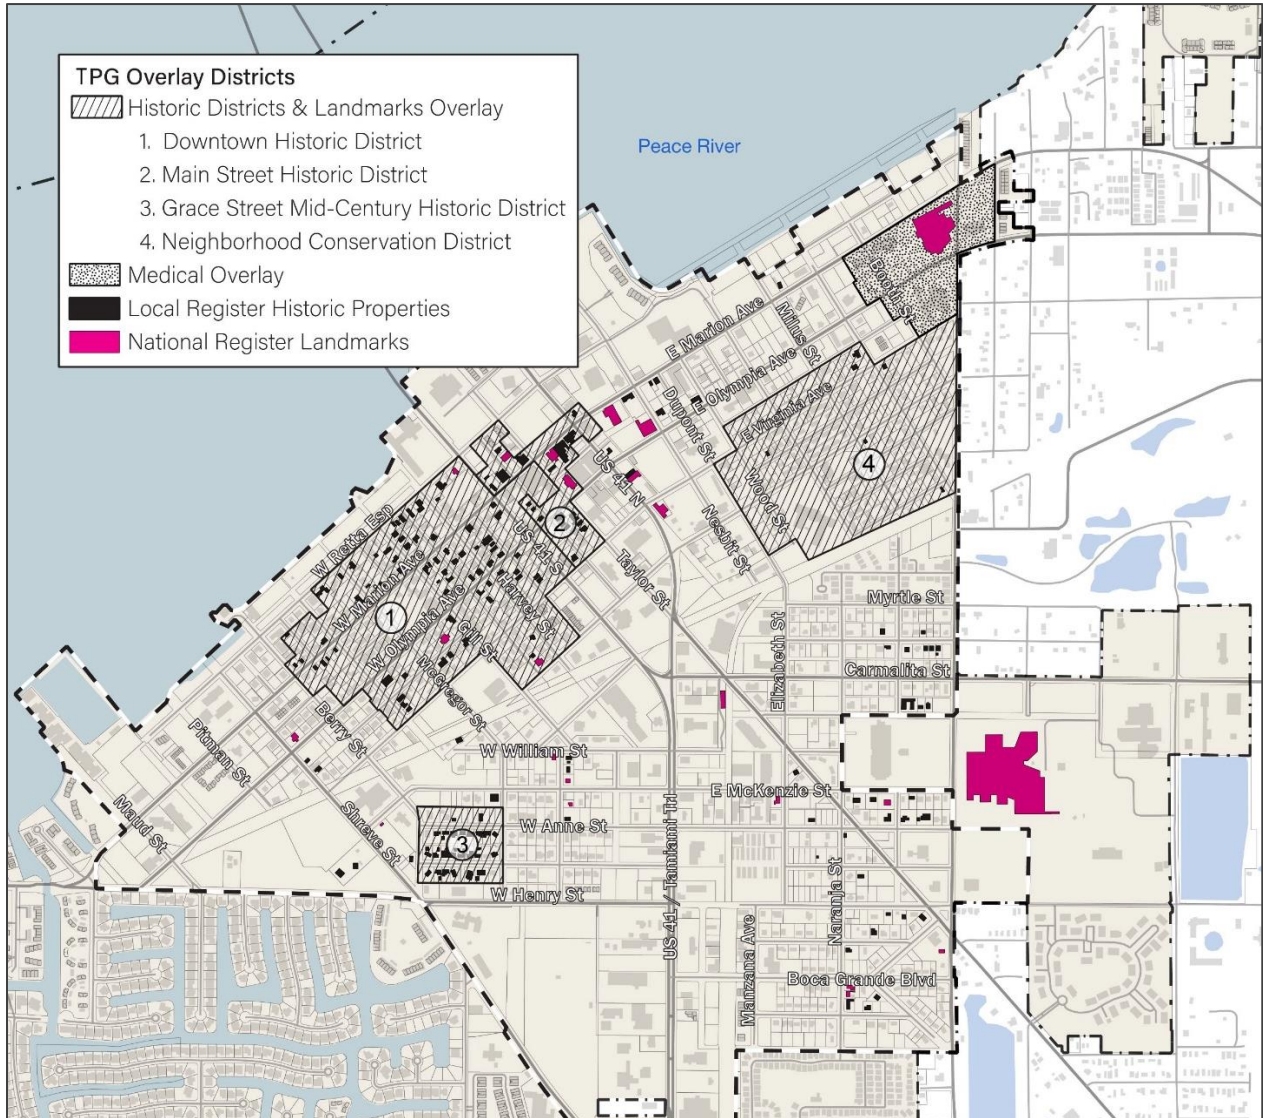 TPG Overlay Districts
Historic Districts & Landmarks Overlay
1. Downtown Historic District
2. Main Street Historic District
3. Grace Street Mid-Century Historic District
4. Neighborhood Conservation District
Medical Overlay
Local Register Historic Properties
National Register Landmarks
Peace River
Booth St
E Marion Ave
Milus St
E Olympia Ave
Dupont St
E Virginia Ave
4
US 41 N
Wood St
W Retta Esp
2
US 41 S
Nesbit St
Taylor St
W Marion Ave
Harvey St
Myrtle St
1
W Olympia Ave
Gill St
Elizabeth St
McGregor St
Carmalita St
Berry St
Pitman St
W William St
E McKenzie St
Maud St
Shreve St
W Anne St
3
US 41 / Tamiami Trl
W Henry St
Naranja St
Manzana Ave
Boca Grande Blvd